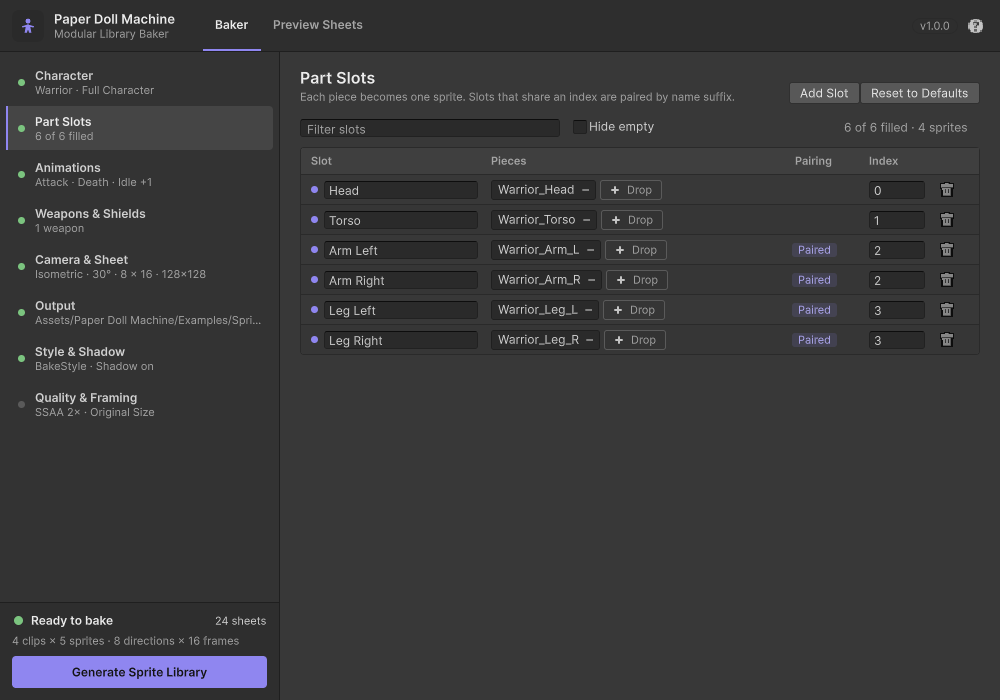 Paper Doll Machine
Modular Library Baker
Baker
Preview Sheets
v1.0.0
?
Character
Warrior · Full Character
Part Slots
6 of 6 filled
Animations
Attack · Death · Idle +1
Weapons & Shields
1 weapon
Camera & Sheet
Isometric · 30° · 8 × 16 · 128×128
Output
Assets/Paper Doll Machine/Examples/Spri...
Style & Shadow
BakeStyle · Shadow on
Quality & Framing
SSAA 2× · Original Size
Ready to bake 24 sheets
4 clips × 5 sprites · 8 directions × 16 frames
Generate Sprite Library
Part Slots
Each piece becomes one sprite. Slots that share an index are paired by name suffix.
Add Slot
Reset to Defaults
Filter slots
Hide empty
6 of 6 filled · 4 sprites
Slot Pieces Pairing Index
Head Warrior_Head − + Drop 0
Torso Warrior_Torso − + Drop 1
Arm Left Warrior_Arm_L − + Drop Paired 2
Arm Right Warrior_Arm_R − + Drop Paired 2
Leg Left Warrior_Leg_L − + Drop Paired 3
Leg Right Warrior_Leg_R − + Drop Paired 3